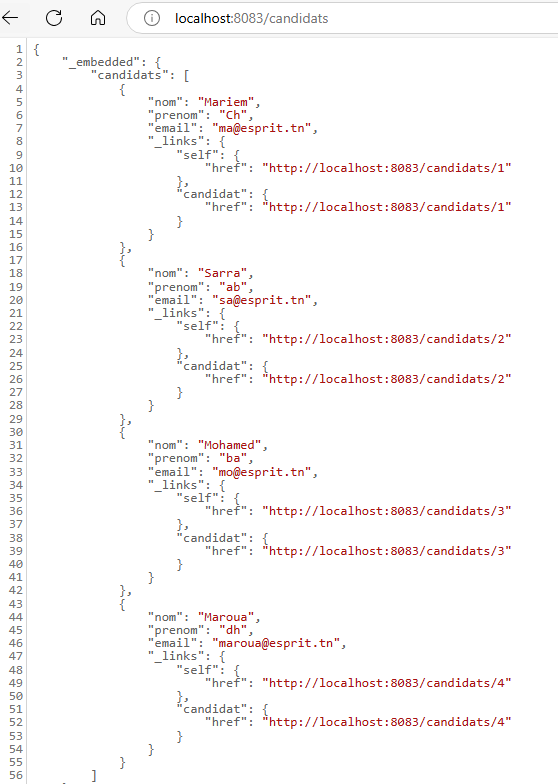 localhost:8083/candidats
1 {
2     "_embedded": {
3         "candidats": [
4             {
5                 "nom": "Mariem",
6                 "prenom": "Ch",
7                 "email": "ma@esprit.tn",
8                 "_links": {
9                     "self": {
10                         "href": "http://localhost:8083/candidats/1"
11                     },
12                     "candidat": {
13                         "href": "http://localhost:8083/candidats/1"
14                     }
15                 }
16             },
17             {
18                 "nom": "Sarra",
19                 "prenom": "ab",
20                 "email": "sa@esprit.tn",
21                 "_links": {
22                     "self": {
23                         "href": "http://localhost:8083/candidats/2"
24                     },
25                     "candidat": {
26                         "href": "http://localhost:8083/candidats/2"
27                     }
28                 }
29             },
30             {
31                 "nom": "Mohamed",
32                 "prenom": "ba",
33                 "email": "mo@esprit.tn",
34                 "_links": {
35                     "self": {
36                         "href": "http://localhost:8083/candidats/3"
37                     },
38                     "candidat": {
39                         "href": "http://localhost:8083/candidats/3"
40                     }
41                 }
42             },
43             {
44                 "nom": "Maroua",
45                 "prenom": "dh",
46                 "email": "maroua@esprit.tn",
47                 "_links": {
48                     "self": {
49                         "href": "http://localhost:8083/candidats/4"
50                     },
51                     "candidat": {
52                         "href": "http://localhost:8083/candidats/4"
53                     }
54                 }
55             }
56         ]